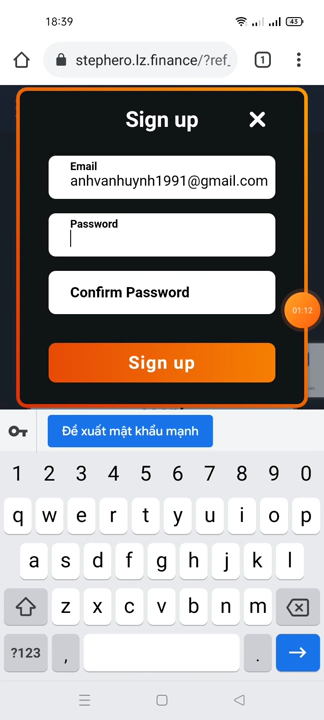 18:39
43
stephero.lz.finance/?ref_
1
Sign up
Email
anhvanhuynh1991@gmail.com
Password
Confirm Password
01:12
Sign up
Đề xuất mật khẩu mạnh
1 2 3 4 5 6 7 8 9 0
q w e r t y u i o p
a s d f g h j k l
z x c v b n m
?123 , .